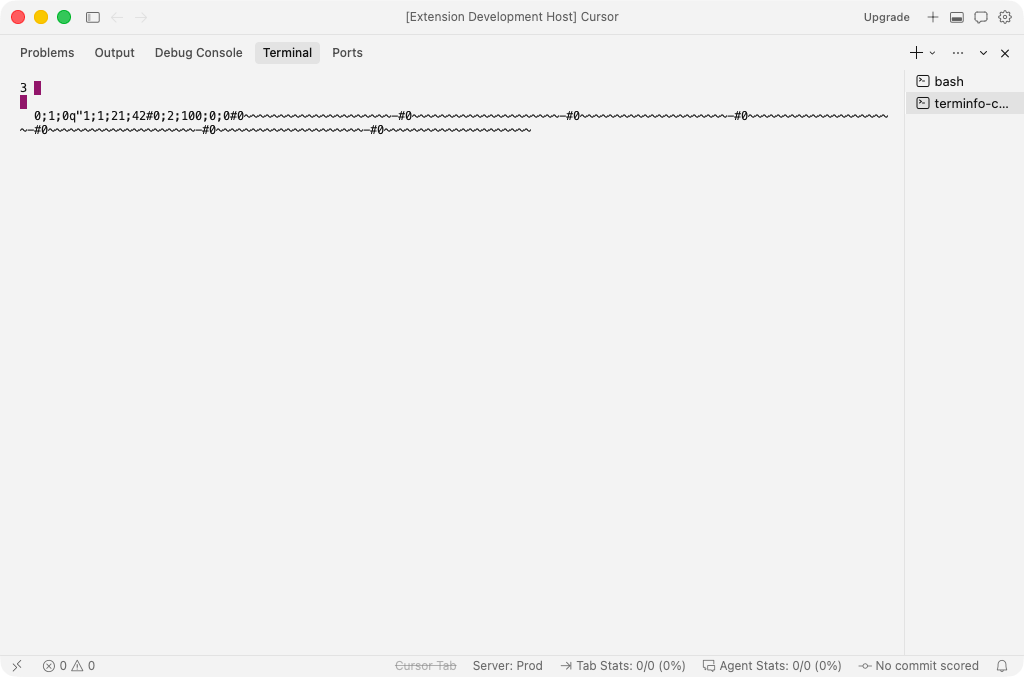 [Extension Development Host] Cursor
Upgrade
Problems Output Debug Console Terminal Ports
bash
terminfo-c...
3
0;1;0q"1;1;21;42#0;2;100;0;0#0~~~~~~~~~~~~~~~~~~~~~-#0~~~~~~~~~~~~~~~~~~~~~-#0~~~~~~~~~~~~~~~~~~~~~-#0~~~~~~~~~~~~~~~~~~~~
~-#0~~~~~~~~~~~~~~~~~~~~~-#0~~~~~~~~~~~~~~~~~~~~~-#0~~~~~~~~~~~~~~~~~~~~~
0 0 Cursor Tab Server: Prod Tab Stats: 0/0 (0%) Agent Stats: 0/0 (0%) No commit scored